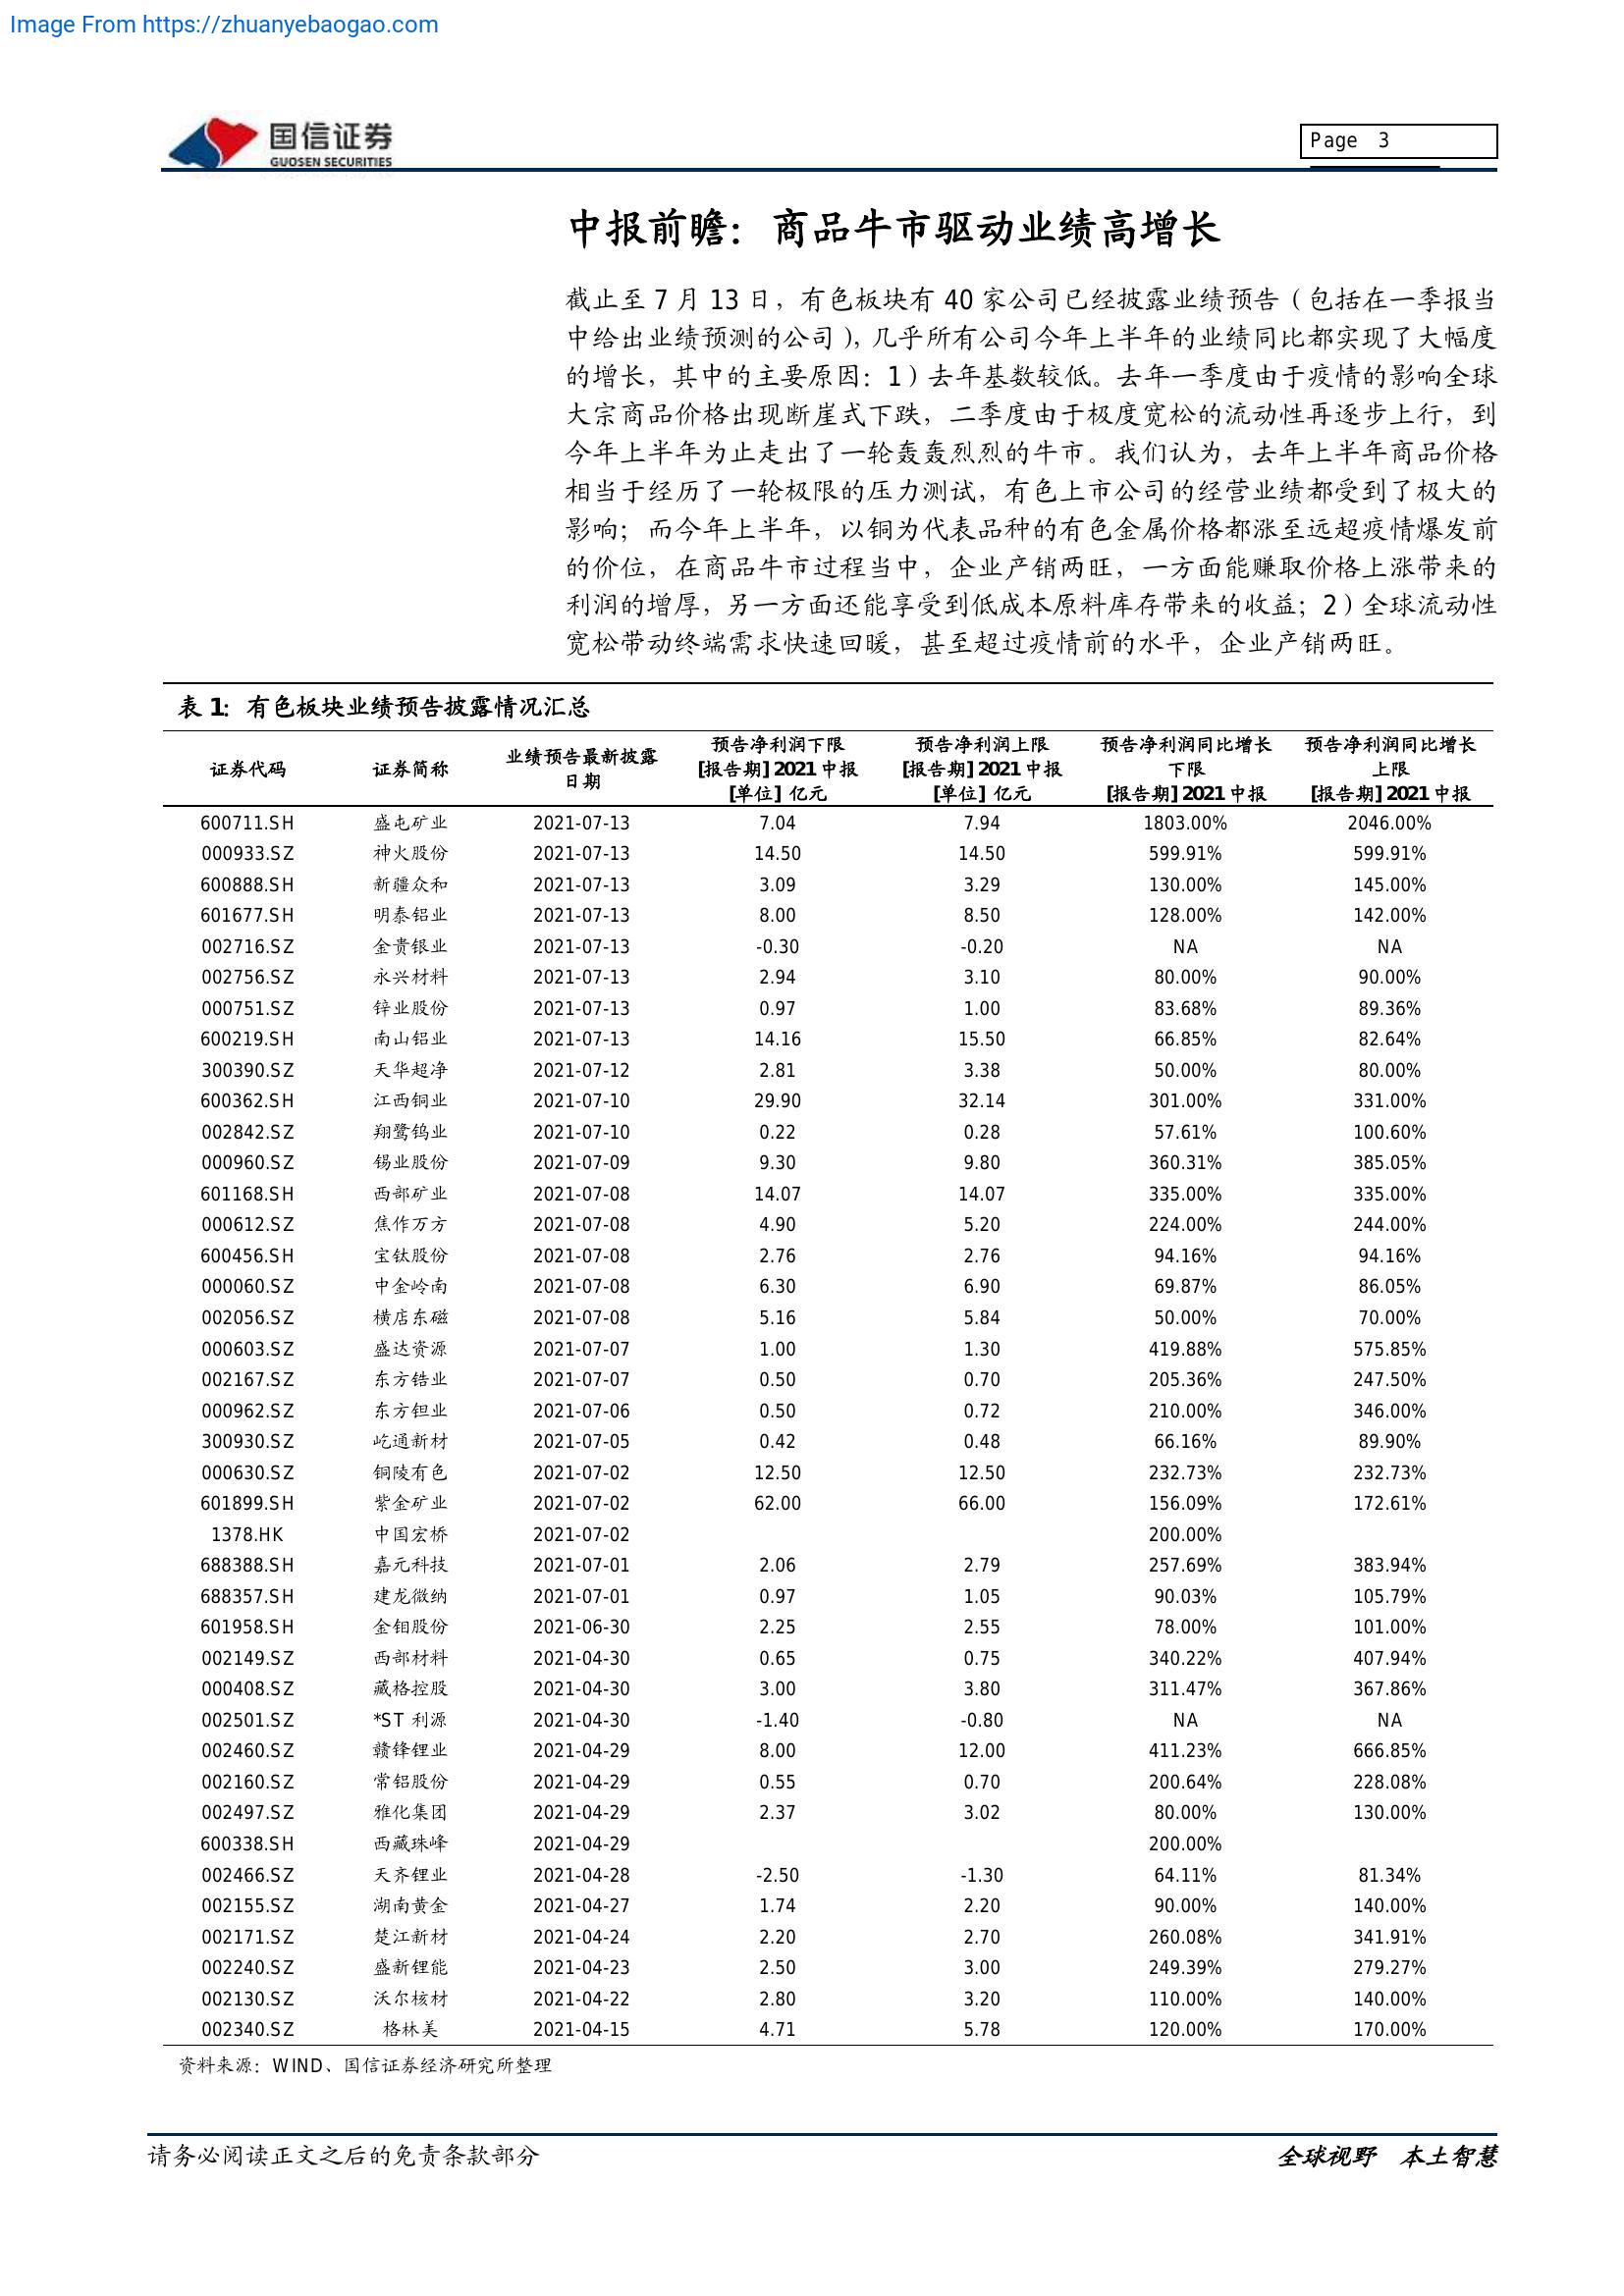 Image From https://zhuanyebaogao.com
国信证券
GUOSEN SECURITIES
Page 3
中报前瞻：商品牛市驱动业绩高增长
截止至 7 月 13 日，有色板块有 40 家公司已经披露业绩预告（包括在一季报当
中给出业绩预测的公司），几乎所有公司今年上半年的业绩同比都实现了大幅度
的增长，其中的主要原因：1）去年基数较低。去年一季度由于疫情的影响全球
大宗商品价格出现断崖式下跌，二季度由于极度宽松的流动性再逐步上行，到
今年上半年为止走出了一轮轰轰烈烈的牛市。我们认为，去年上半年商品价格
相当于经历了一轮极限的压力测试，有色上市公司的经营业绩都受到了极大的
影响；而今年上半年，以铜为代表品种的有色金属价格都涨至远超疫情爆发前
的价位，在商品牛市过程当中，企业产销两旺，一方面能赚取价格上涨带来的
利润的增厚，另一方面还能享受到低成本原料库存带来的收益；2）全球流动性
宽松带动终端需求快速回暖，甚至超过疫情前的水平，企业产销两旺。
表 1：有色板块业绩预告披露情况汇总
证券代码 证券简称 业绩预告最新披露日期 预告净利润下限 [报告期] 2021 中报 [单位] 亿元 预告净利润上限 [报告期] 2021 中报 [单位] 亿元 预告净利润同比增长下限 [报告期] 2021 中报 预告净利润同比增长上限 [报告期] 2021 中报
600711.SH 盛屯矿业 2021-07-13 7.04 7.94 1803.00% 2046.00%
000933.SZ 神火股份 2021-07-13 14.50 14.50 599.91% 599.91%
600888.SH 新疆众和 2021-07-13 3.09 3.29 130.00% 145.00%
601677.SH 明泰铝业 2021-07-13 8.00 8.50 128.00% 142.00%
002716.SZ 金贵银业 2021-07-13 -0.30 -0.20 NA NA
002756.SZ 永兴材料 2021-07-13 2.94 3.10 80.00% 90.00%
000751.SZ 锌业股份 2021-07-13 0.97 1.00 83.68% 89.36%
600219.SH 南山铝业 2021-07-13 14.16 15.50 66.85% 82.64%
300390.SZ 天华超净 2021-07-12 2.81 3.38 50.00% 80.00%
600362.SH 江西铜业 2021-07-10 29.90 32.14 301.00% 331.00%
002842.SZ 翔鹭钨业 2021-07-10 0.22 0.28 57.61% 100.60%
000960.SZ 锡业股份 2021-07-09 9.30 9.80 360.31% 385.05%
601168.SH 西部矿业 2021-07-08 14.07 14.07 335.00% 335.00%
000612.SZ 焦作万方 2021-07-08 4.90 5.20 224.00% 244.00%
600456.SH 宝钛股份 2021-07-08 2.76 2.76 94.16% 94.16%
000060.SZ 中金岭南 2021-07-08 6.30 6.90 69.87% 86.05%
002056.SZ 横店东磁 2021-07-08 5.16 5.84 50.00% 70.00%
000603.SZ 盛达资源 2021-07-07 1.00 1.30 419.88% 575.85%
002167.SZ 东方锆业 2021-07-07 0.50 0.70 205.36% 247.50%
000962.SZ 东方钽业 2021-07-06 0.50 0.72 210.00% 346.00%
300930.SZ 屹通新材 2021-07-05 0.42 0.48 66.16% 89.90%
000630.SZ 铜陵有色 2021-07-02 12.50 12.50 232.73% 232.73%
601899.SH 紫金矿业 2021-07-02 62.00 66.00 156.09% 172.61%
1378.HK 中国宏桥 2021-07-02 200.00%
688388.SH 嘉元科技 2021-07-01 2.06 2.79 257.69% 383.94%
688357.SH 建龙微纳 2021-07-01 0.97 1.05 90.03% 105.79%
601958.SH 金钼股份 2021-06-30 2.25 2.55 78.00% 101.00%
002149.SZ 西部材料 2021-04-30 0.65 0.75 340.22% 407.94%
000408.SZ 藏格控股 2021-04-30 3.00 3.80 311.47% 367.86%
002501.SZ *ST 利源 2021-04-30 -1.40 -0.80 NA NA
002460.SZ 赣锋锂业 2021-04-29 8.00 12.00 411.23% 666.85%
002160.SZ 常铝股份 2021-04-29 0.55 0.70 200.64% 228.08%
002497.SZ 雅化集团 2021-04-29 2.37 3.02 80.00% 130.00%
600338.SH 西藏珠峰 2021-04-29 200.00%
002466.SZ 天齐锂业 2021-04-28 -2.50 -1.30 64.11% 81.34%
002155.SZ 湖南黄金 2021-04-27 1.74 2.20 90.00% 140.00%
002171.SZ 楚江新材 2021-04-24 2.20 2.70 260.08% 341.91%
002240.SZ 盛新锂能 2021-04-23 2.50 3.00 249.39% 279.27%
002130.SZ 沃尔核材 2021-04-22 2.80 3.20 110.00% 140.00%
002340.SZ 格林美 2021-04-15 4.71 5.78 120.00% 170.00%
资料来源：WIND、国信证券经济研究所整理
请务必阅读正文之后的免责条款部分
全球视野 本土智慧